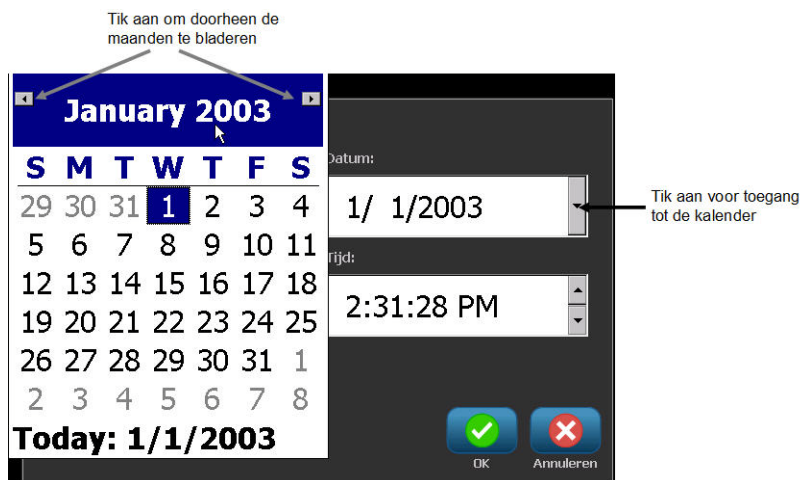 Tik aan om doorheen de
maanden te bladeren
January 2003
S M T W T F S
29 30 31 1 2 3 4
5 6 7 8 9 10 11
12 13 14 15 16 17 18
19 20 21 22 23 24 25
26 27 28 29 30 31 1
2 3 4 5 6 7 8
Today: 1/1/2003
Datum:
1/ 1/2003
Tik aan voor toegang
tot de kalender
Tijd:
2:31:28 PM
OK
Annuleren